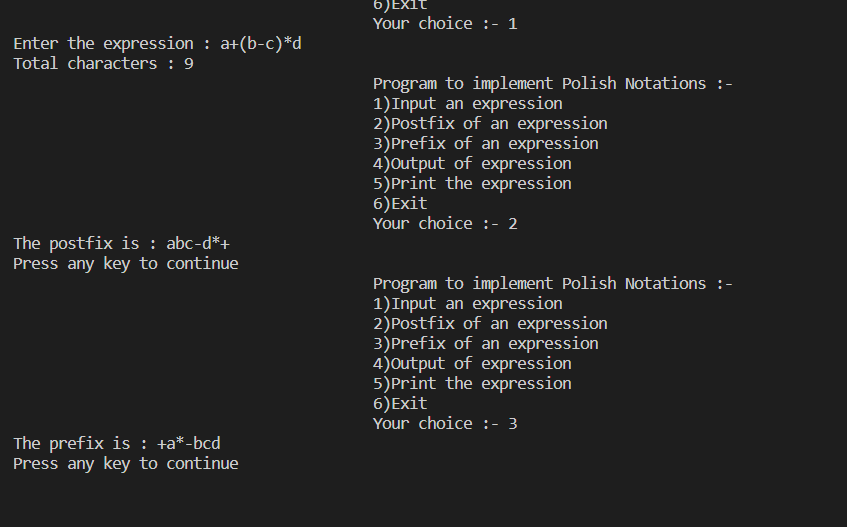 6)Exit
Your choice :- 1
Enter the expression : a+(b-c)*d
Total characters : 9
Program to implement Polish Notations :-
1)Input an expression
2)Postfix of an expression
3)Prefix of an expression
4)Output of expression
5)Print the expression
6)Exit
Your choice :- 2
The postfix is : abc-d*+
Press any key to continue
Program to implement Polish Notations :-
1)Input an expression
2)Postfix of an expression
3)Prefix of an expression
4)Output of expression
5)Print the expression
6)Exit
Your choice :- 3
The prefix is : +a*-bcd
Press any key to continue